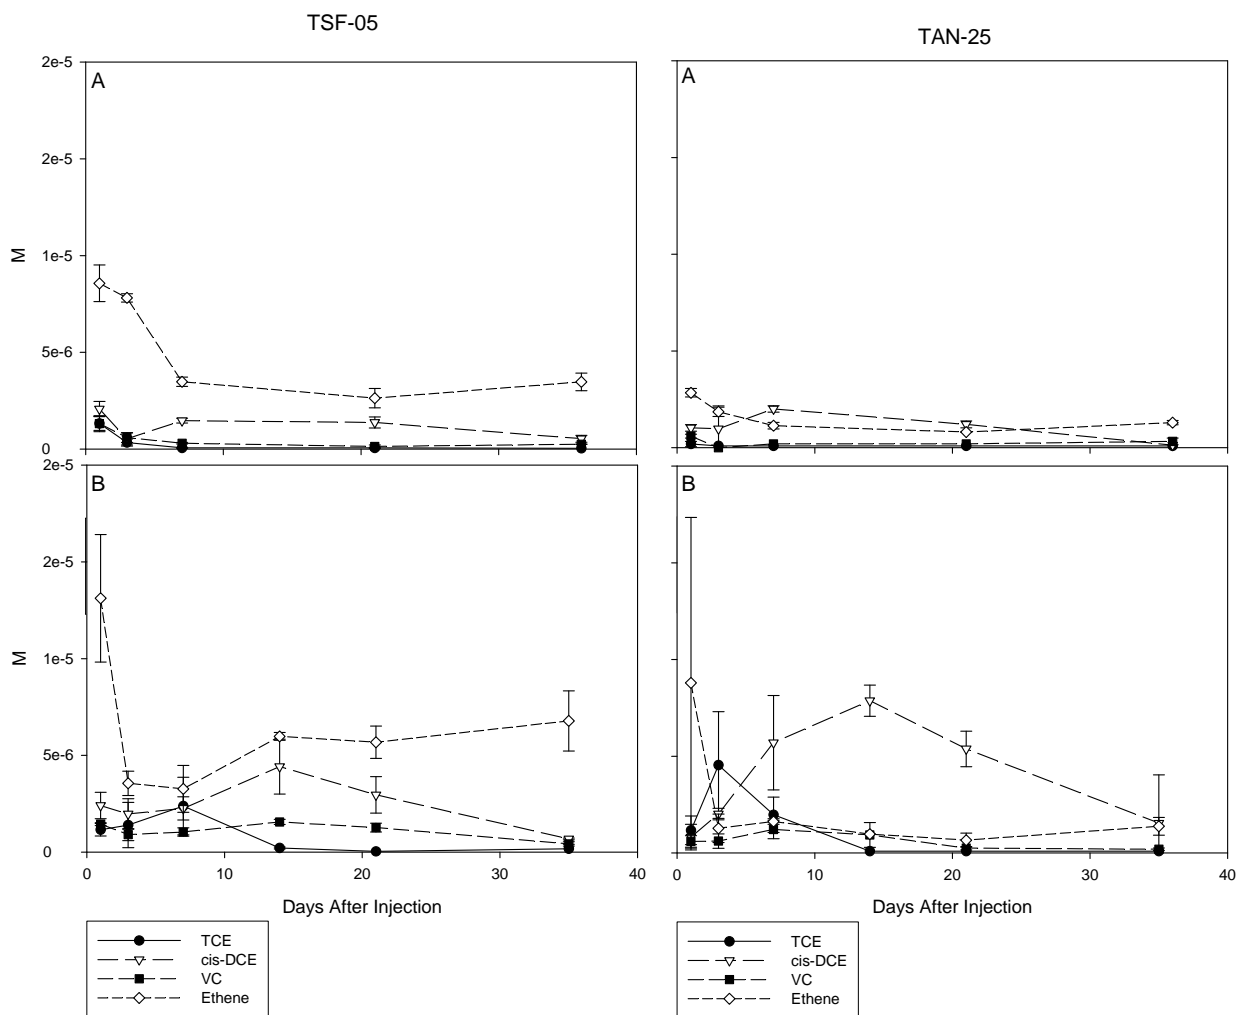 TSF-05
TAN-25
A
A
2e-5
2e-5
1e-5
5e-6
0
M
B
B
2e-5
2e-5
1e-5
5e-6
0
M
0 10 20 30 40
0 10 20 30 40
Days After Injection
Days After Injection
TCE
cis-DCE
VC
Ethene
TCE
cis-DCE
VC
Ethene